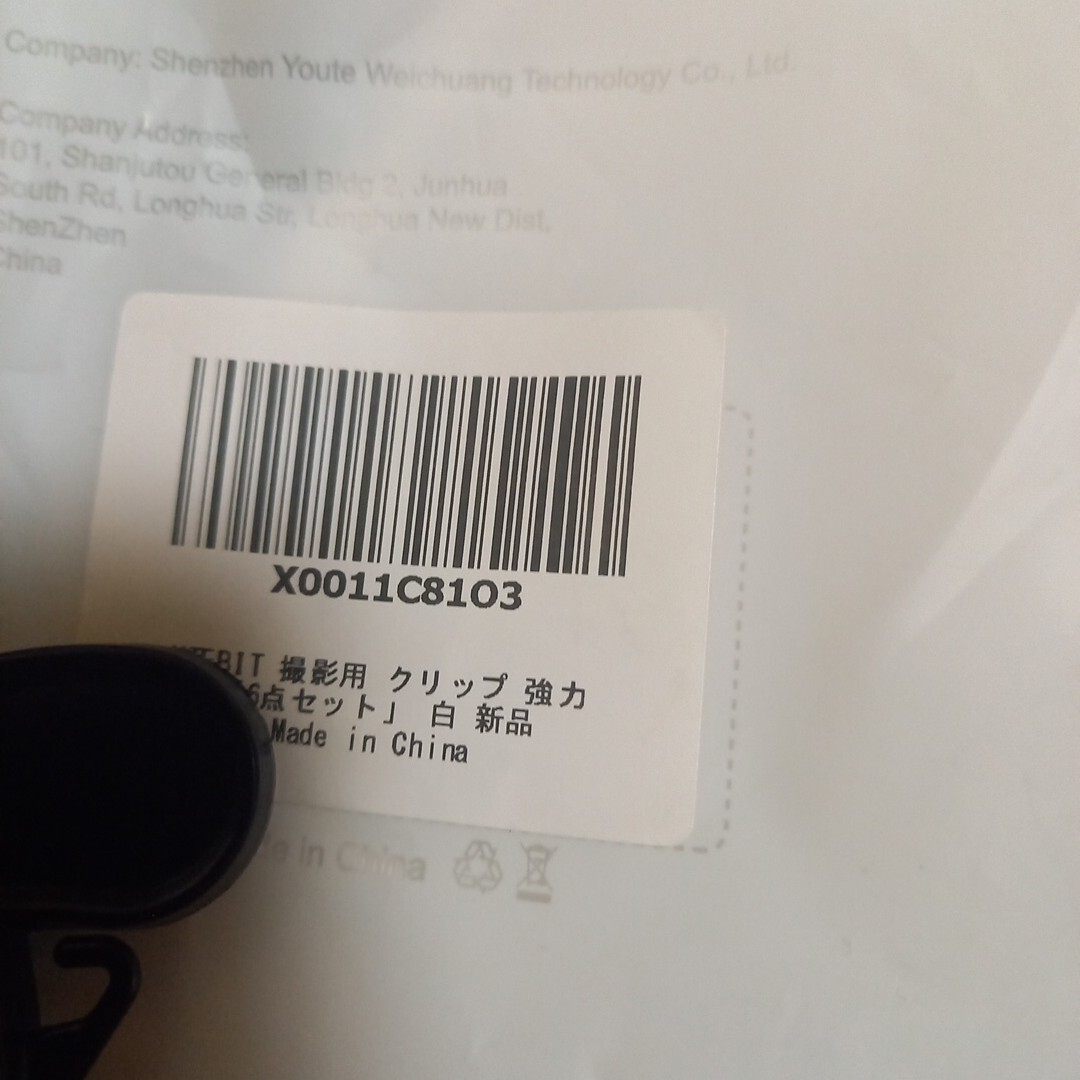 Company: Shenzhen Youte Weichuang Technology Co., Ltd.
Company Address:
101, Shanjutou General Bldg 2, Junhua
South Rd, Longhua Str, Longhua New Dist,
ShenZhen
China
X0011C81O3
撮影用 クリップ 強力
6点セット」 白 新品
Made in China
in China